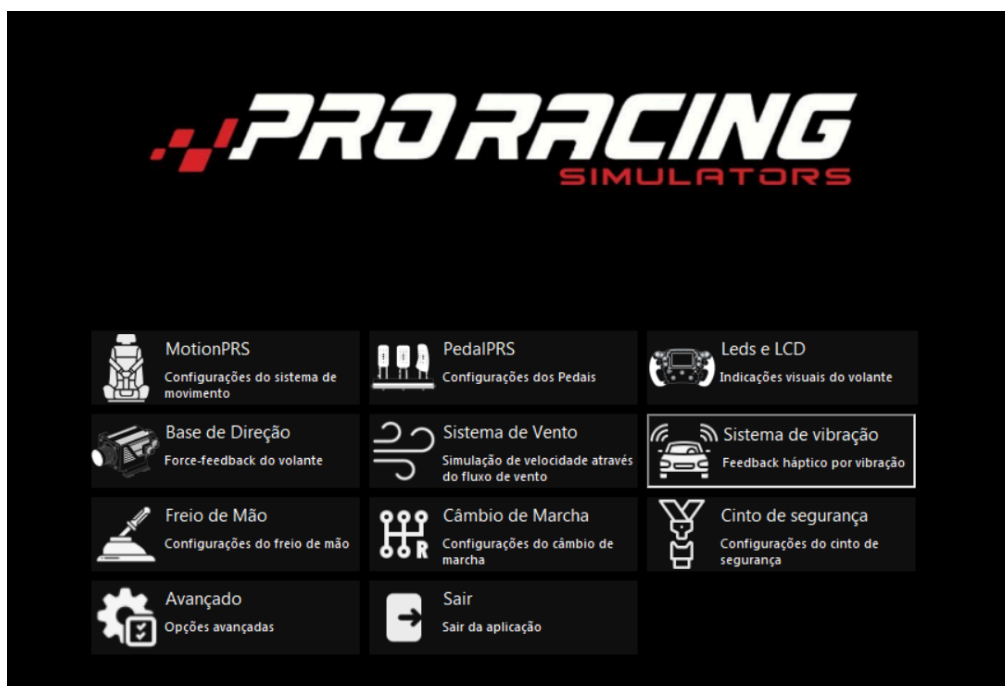 PRO RACING
SIMULATORS
MotionPRS
Configurações do sistema de
movimento
PedalPRS
Configurações dos Pedais
Leds e LCD
Indicações visuais do volante
Base de Direção
Force-feedback do volante
Sistema de Vento
Simulação de velocidade através
do fluxo de vento
Sistema de vibração
Feedback háptico por vibração
Freio de Mão
Configurações do freio de mão
R
Câmbio de Marcha
Configurações do câmbio de
marcha
Cinto de segurança
Configurações do cinto de
segurança
Avançado
Opções avançadas
Sair
Sair da aplicação